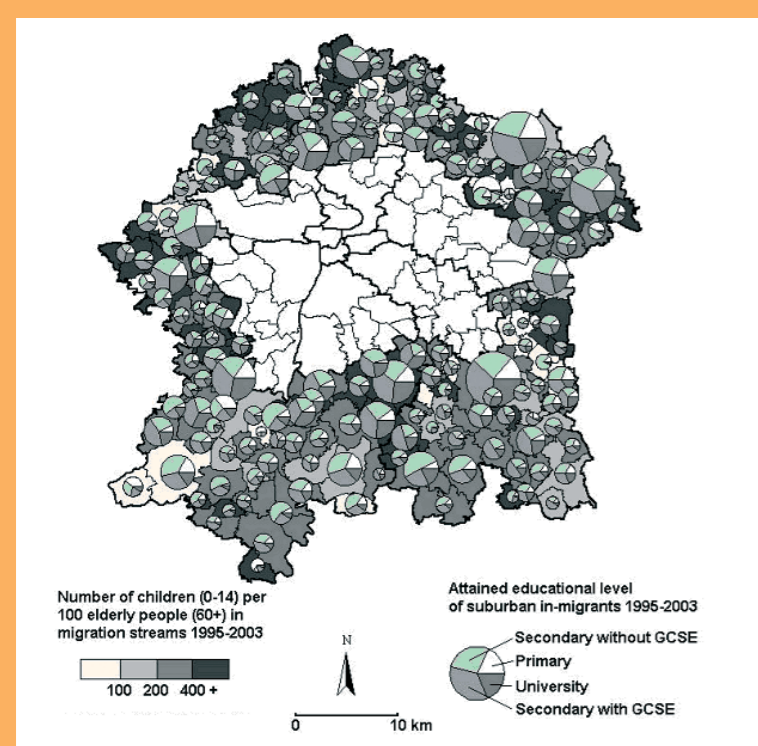 Number of children (0-14) per
100 elderly people (60+) in
migration streams 1995-2003
100 200 400 +
N
0 10 km
Attained educational level
of suburban in-migrants 1995-2003
Secondary without GCSE
Primary
University
Secondary with GCSE